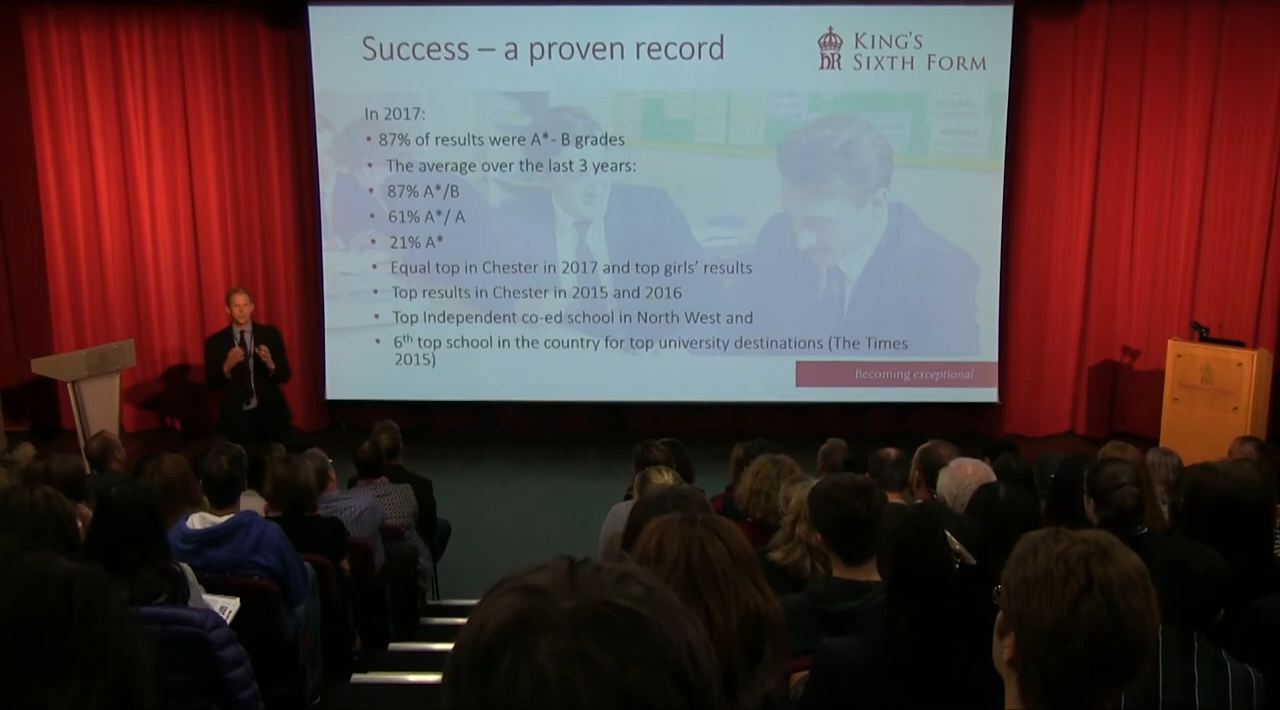 Success – a proven record
KING'S
SIXTH FORM
In 2017:
• 87% of results were A*- B grades
• The average over the last 3 years:
• 87% A*/B
• 61% A*/ A
• 21% A*
• Equal top in Chester in 2017 and top girls' results
• Top results in Chester in 2015 and 2016
• Top Independent co-ed school in North West and
• 6th top school in the country for top university destinations (The Times
2015)
Becoming exceptional